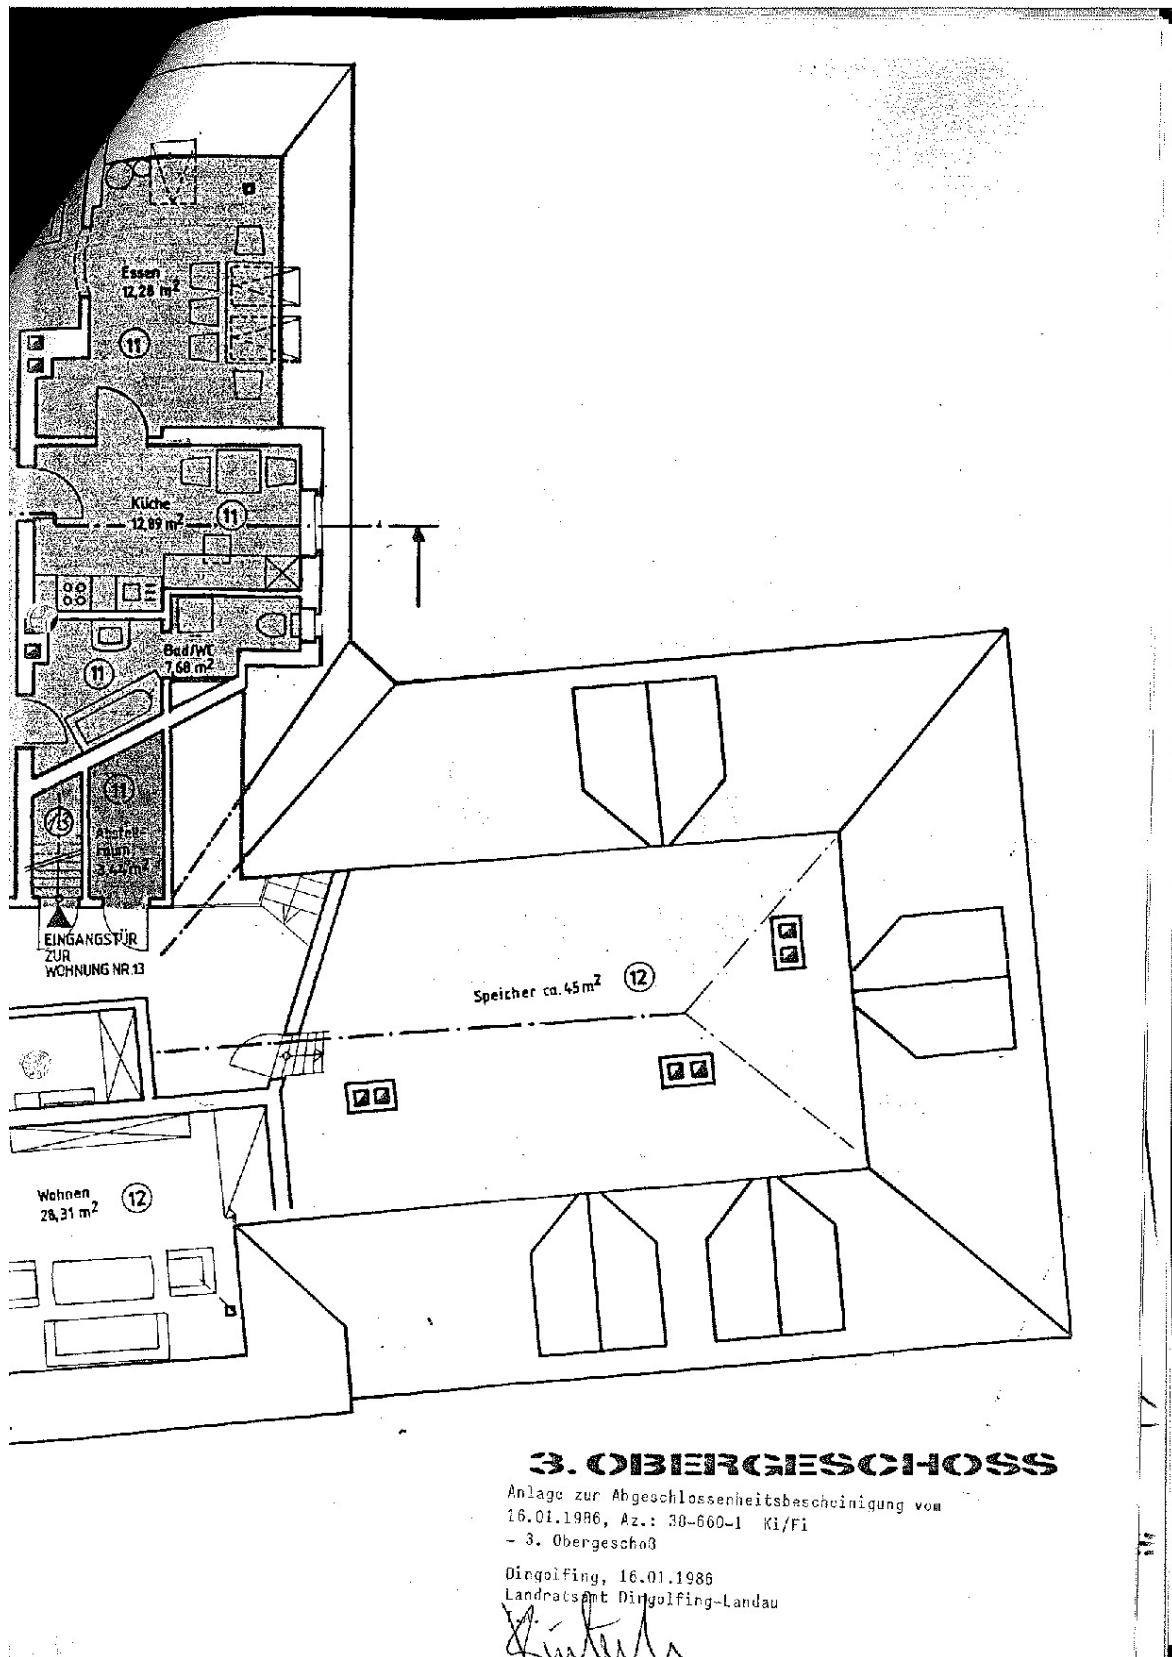 Essen
12,28 m²
11
Küche
12,89 m²
11
Bad/WC
7,68 m²
11
11
13
Abstell-
raum
3,44 m²
EINGANGSTÜR
ZUR
WOHNUNG NR.13
Speicher ca. 45 m² 12
Wohnen
28,31 m²
12
3. OBERGESCHOSS
Anlage zur Abgeschlossenheitsbescheinigung vom
16.01.1986, Az.: 30-660-1 Ki/Fi
- 3. Obergeschoß
Dingolfing, 16.01.1986
Landratsamt Dingolfing-Landau